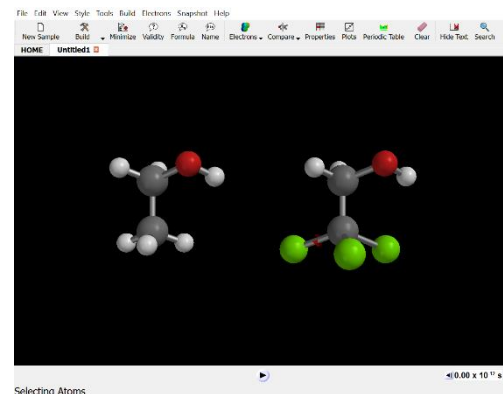 File Edit View Style Tools Build Electrons Snapshot Help
New Sample Build Minimize Validity Formula Name Electrons Compare Properties Plots Periodic Table Clear Hide Text Search
HOME Untitled1
0.00 x 10⁻¹² s
Selecting Atoms